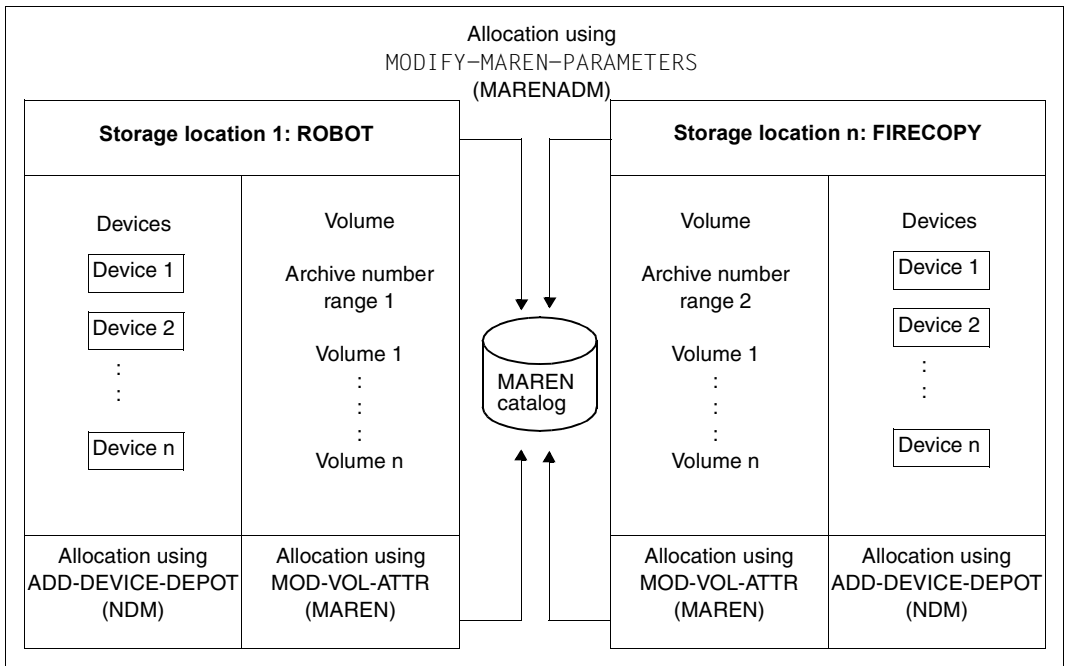 Allocation using
MODIFY-MAREN-PARAMETERS
(MARENADM)
Storage location 1: ROBOT
Devices
Device 1
Device 2
:
:
Device n
Volume
Archive number
range 1
Volume 1
:
:
:
Volume n
Allocation using
ADD-DEVICE-DEPOT
(NDM)
Allocation using
MOD-VOL-ATTR
(MAREN)
MAREN
catalog
Storage location n: FIRECOPY
Volume
Archive number
range 2
Volume 1
:
:
:
Volume n
Devices
Device 1
Device 2
:
:
Device n
Allocation using
MOD-VOL-ATTR
(MAREN)
Allocation using
ADD-DEVICE-DEPOT
(NDM)